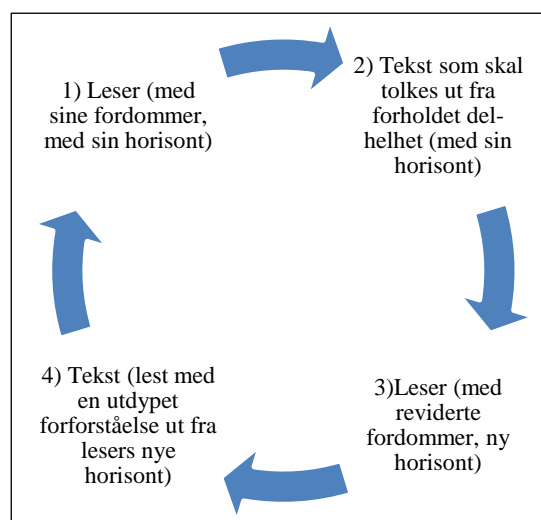 1) Leser (med
sine fordommer,
med sin horisont)
2) Tekst som skal
tolkes ut fra
forholdet del-
helhet (med sin
horisont)
3)Leser (med
reviderte
fordommer, ny
horisont)
4) Tekst (lest med
en utdypet
forforståelse ut fra
lesers nye
horisont)